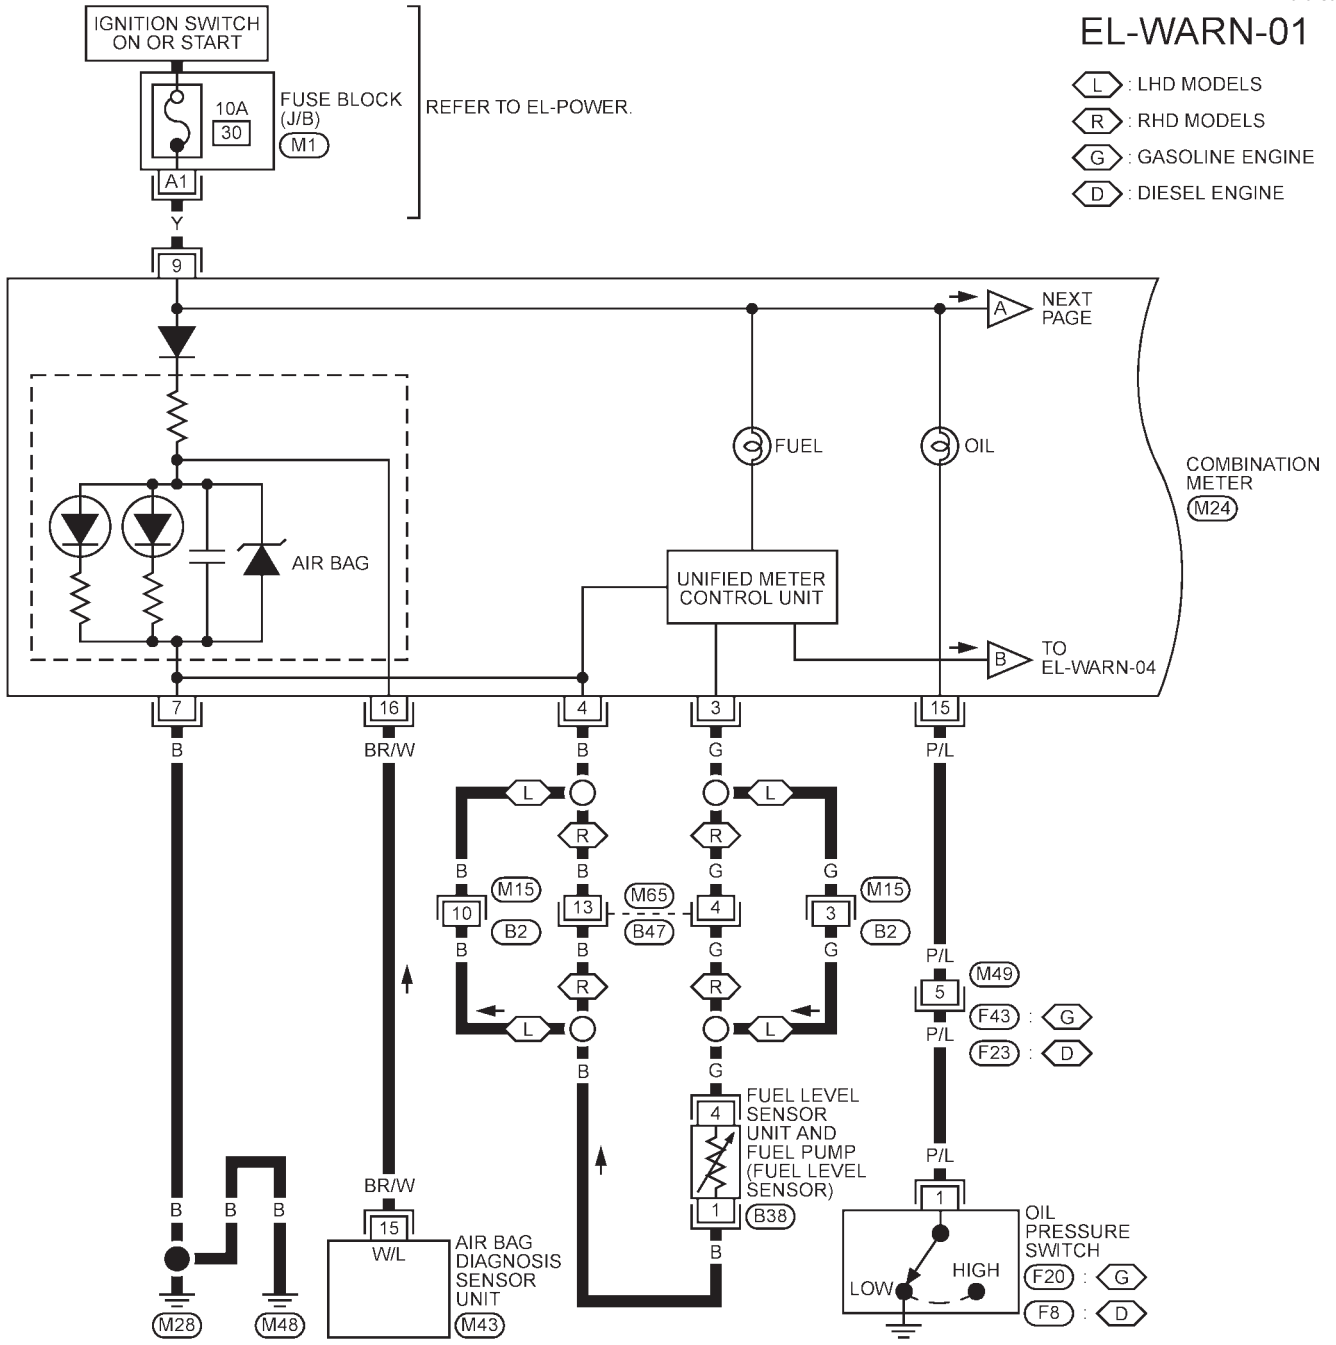 EL-WARN-01
L : LHD MODELS
R : RHD MODELS
G : GASOLINE ENGINE
D : DIESEL ENGINE
IGNITION SWITCH
ON OR START
10A
30
FUSE BLOCK
(J/B)
M1
REFER TO EL-POWER.
A1
Y
9
A
NEXT
PAGE
FUEL
OIL
COMBINATION
METER
M24
AIR BAG
UNIFIED METER
CONTROL UNIT
B
TO
EL-WARN-04
7
16
4
3
15
B
BR/W
B
G
P/L
L
L
R
R
B
B
G
G
M15
M65
M15
10
13
4
3
B2
B47
B2
B
B
G
G
P/L
M49
5
R
R
F43 : G
L
L
P/L
F23 : D
B
G
4
FUEL LEVEL
SENSOR
UNIT AND
FUEL PUMP
(FUEL LEVEL
SENSOR)
1
B38
B
P/L
1
OIL
PRESSURE
SWITCH
F20 : G
F8 : D
LOW
HIGH
BR/W
15
W/L
AIR BAG
DIAGNOSIS
SENSOR
UNIT
M43
B
B
B
M28
M48